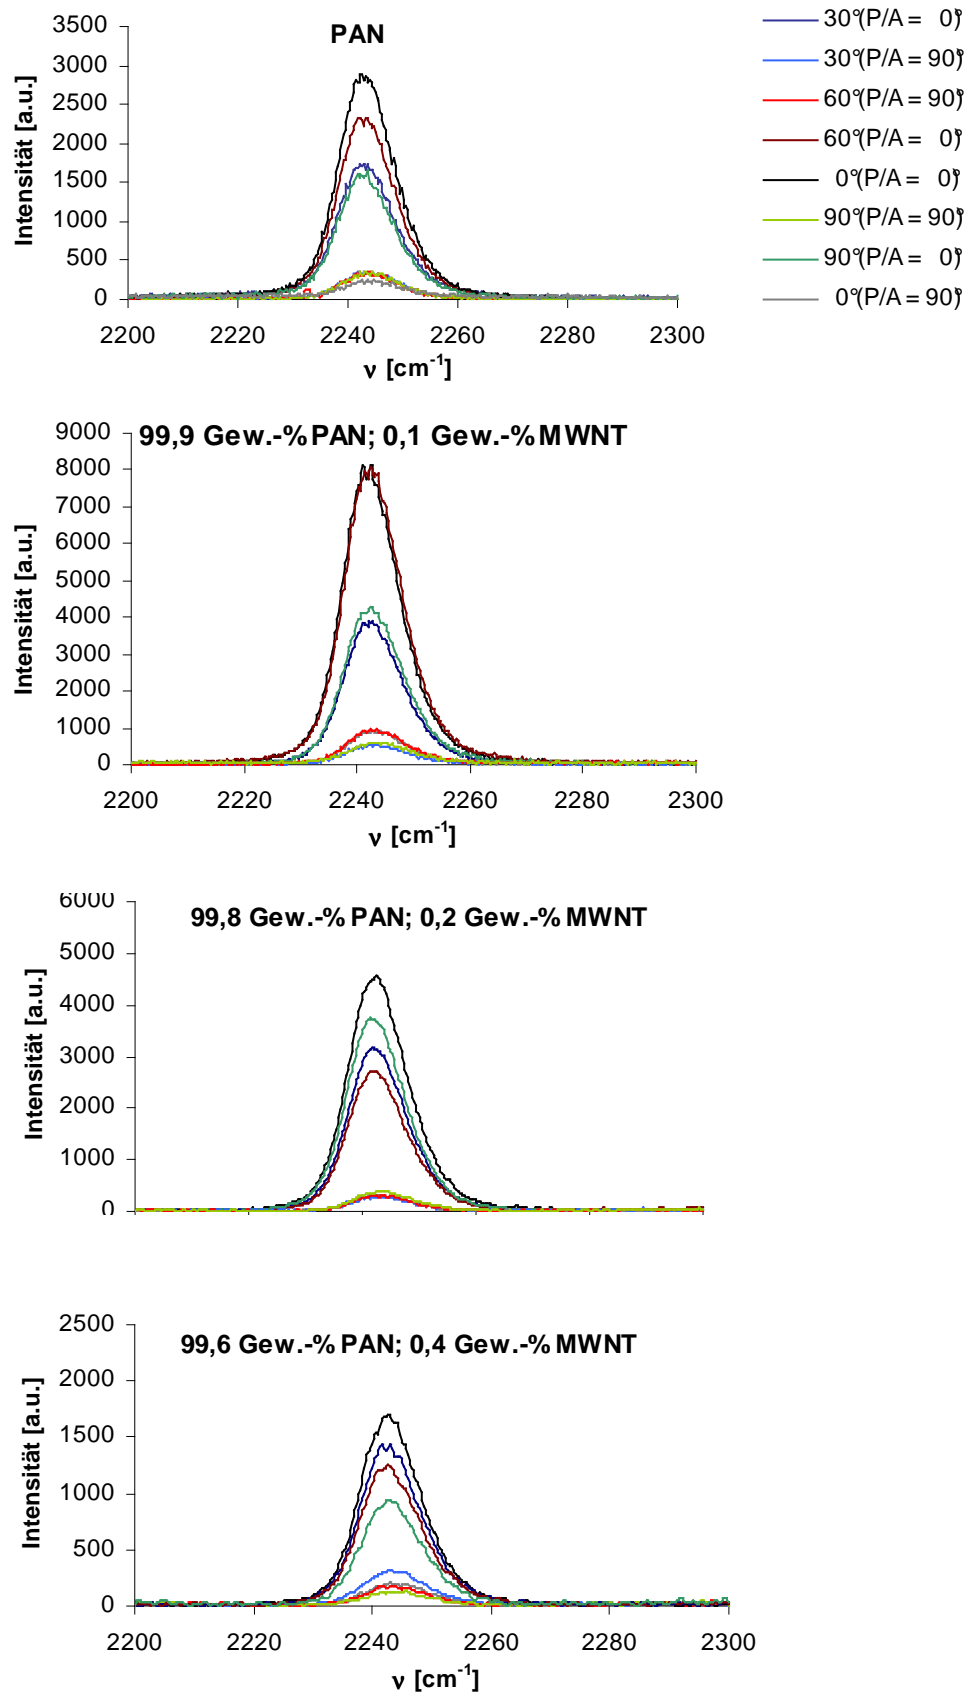 PAN
3500
3000
2500
2000
1500
1000
500
0
Intensität [a.u.]
2200 2220 2240 2260 2280 2300
ν [cm-1]
30°(P/A = 0)°
30°(P/A = 90)°
60°(P/A = 90)°
60°(P/A = 0)°
0°(P/A = 0)°
90°(P/A = 90)°
90°(P/A = 0)°
0°(P/A = 90)°
99,9 Gew.-% PAN; 0,1 Gew.-% MWNT
9000
8000
7000
6000
5000
4000
3000
2000
1000
0
Intensität [a.u.]
2200 2220 2240 2260 2280 2300
ν [cm-1]
99,8 Gew.-% PAN; 0,2 Gew.-% MWNT
6000
5000
4000
3000
2000
1000
0
Intensität [a.u.]
99,6 Gew.-% PAN; 0,4 Gew.-% MWNT
2500
2000
1500
1000
500
0
Intensität [a.u.]
2200 2220 2240 2260 2280 2300
ν [cm-1]